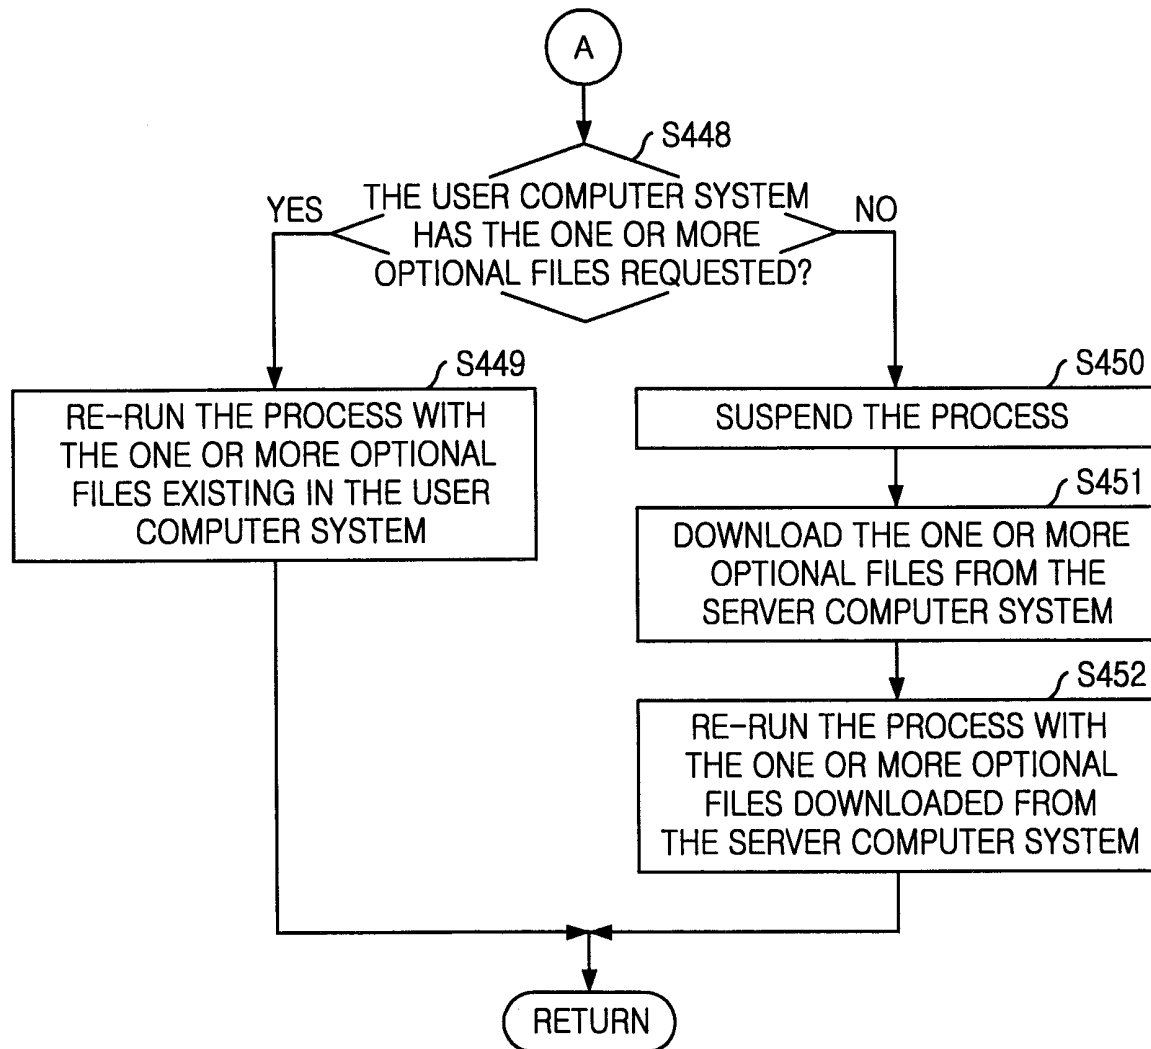 A
S448
THE USER COMPUTER SYSTEM
HAS THE ONE OR MORE
OPTIONAL FILES REQUESTED?
YES
NO
S449
RE-RUN THE PROCESS WITH
THE ONE OR MORE OPTIONAL
FILES EXISTING IN THE USER
COMPUTER SYSTEM
S450
SUSPEND THE PROCESS
S451
DOWNLOAD THE ONE OR MORE
OPTIONAL FILES FROM THE
SERVER COMPUTER SYSTEM
S452
RE-RUN THE PROCESS WITH
THE ONE OR MORE OPTIONAL
FILES DOWNLOADED FROM
THE SERVER COMPUTER SYSTEM
RETURN